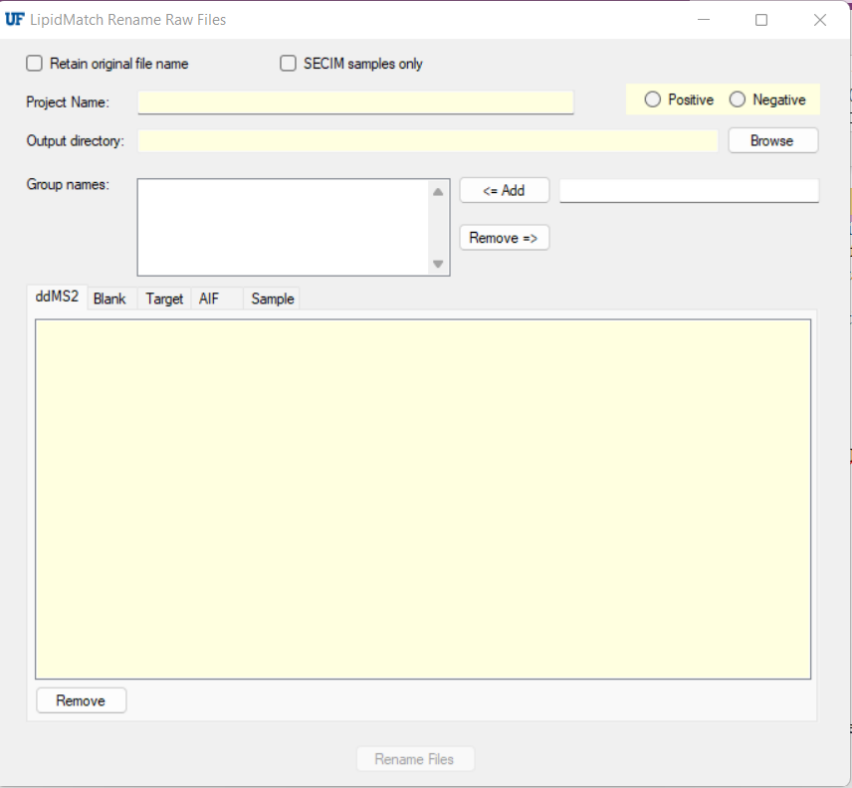 UF LipidMatch Rename Raw Files
Retain original file name SECIM samples only
Project Name: Positive Negative
Output directory: Browse
Group names: <= Add
Remove =>
ddMS2 Blank Target AIF Sample
Remove
Rename Files